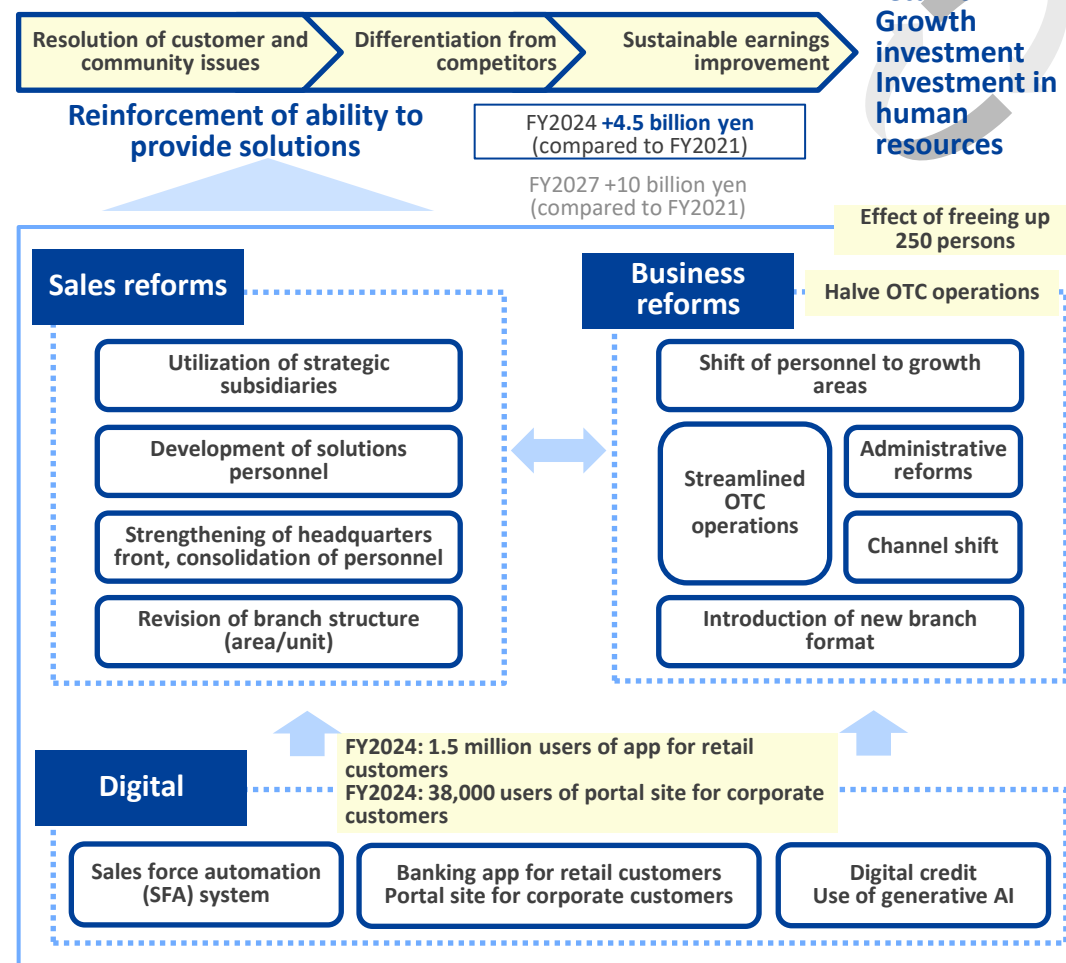 Resolution of customer and
community issues
Differentiation from
competitors
Sustainable earnings
improvement
Growth
investment
Investment in
human
resources
Reinforcement of ability to
provide solutions
FY2024 +4.5 billion yen
(compared to FY2021)
FY2027 +10 billion yen
(compared to FY2021)
Effect of freeing up
250 persons
Sales reforms
Utilization of strategic
subsidiaries
Development of solutions
personnel
Strengthening of headquarters
front, consolidation of personnel
Revision of branch structure
(area/unit)
Business
reforms
Halve OTC operations
Shift of personnel to growth
areas
Streamlined
OTC
operations
Administrative
reforms
Channel shift
Introduction of new branch
format
Digital
FY2024: 1.5 million users of app for retail
customers
FY2024: 38,000 users of portal site for corporate
customers
Sales force automation
(SFA) system
Banking app for retail customers
Portal site for corporate customers
Digital credit
Use of generative AI